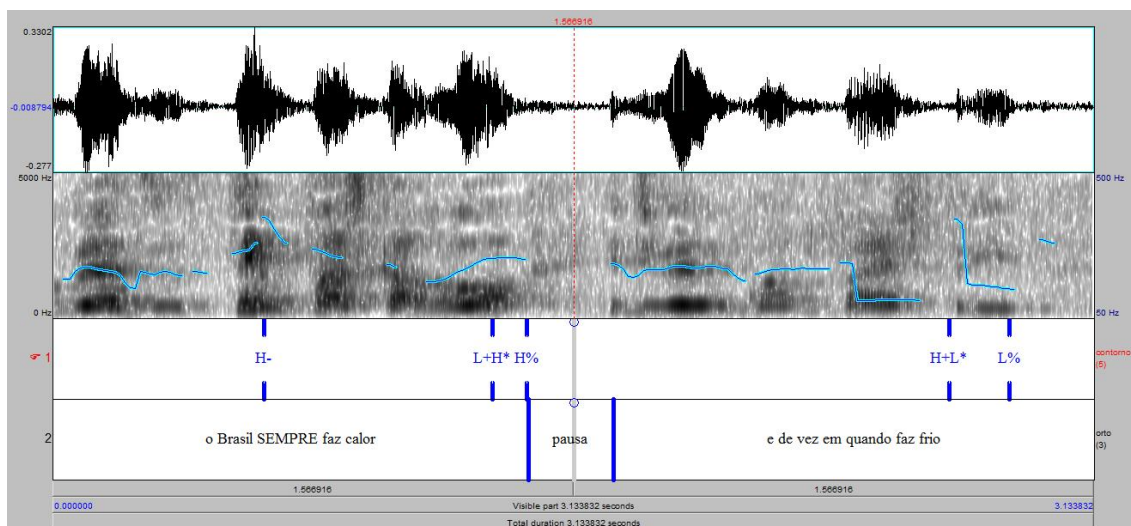 1.566916
0.3302
-0.008794
-0.277
5000 Hz 500 Hz
0 Hz 50 Hz
1 H- L+H* H% H+L* L% contorno (5)
2 o Brasil SEMPRE faz calor pausa e de vez em quando faz frio orto (3)
1.566916 1.566916
0.000000 Visible part 3.133832 seconds 3.133832
Total duration 3.133832 seconds